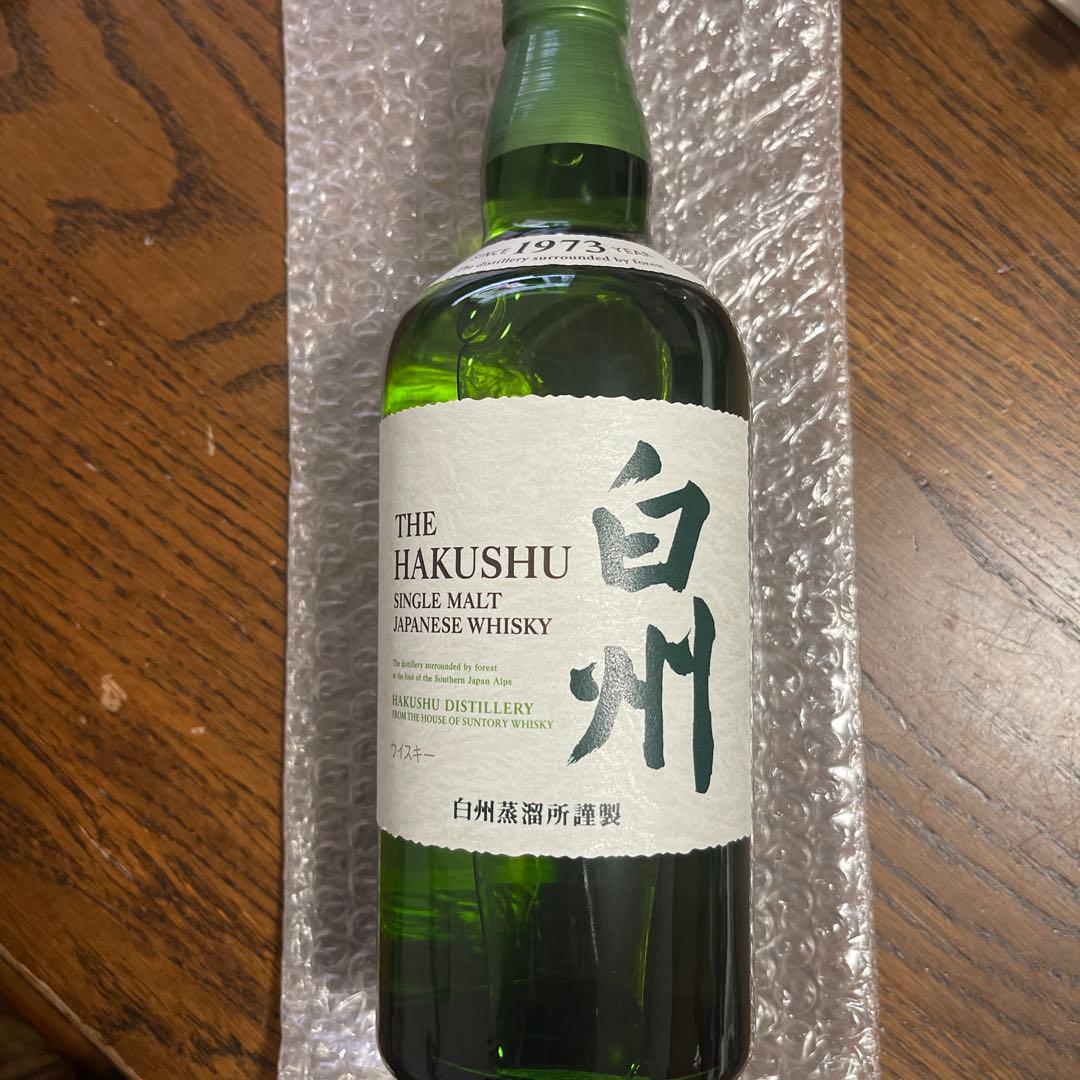 SINCE 1973 YEAR
The distillery surrounded by forest
THE
HAKUSHU
SINGLE MALT
JAPANESE WHISKY
The distillery surrounded by forest
at the foot of the Southern Japan Alps
HAKUSHU DISTILLERY
FROM THE HOUSE OF SUNTORY WHISKY
ウイスキー
白州
白州蒸溜所謹製